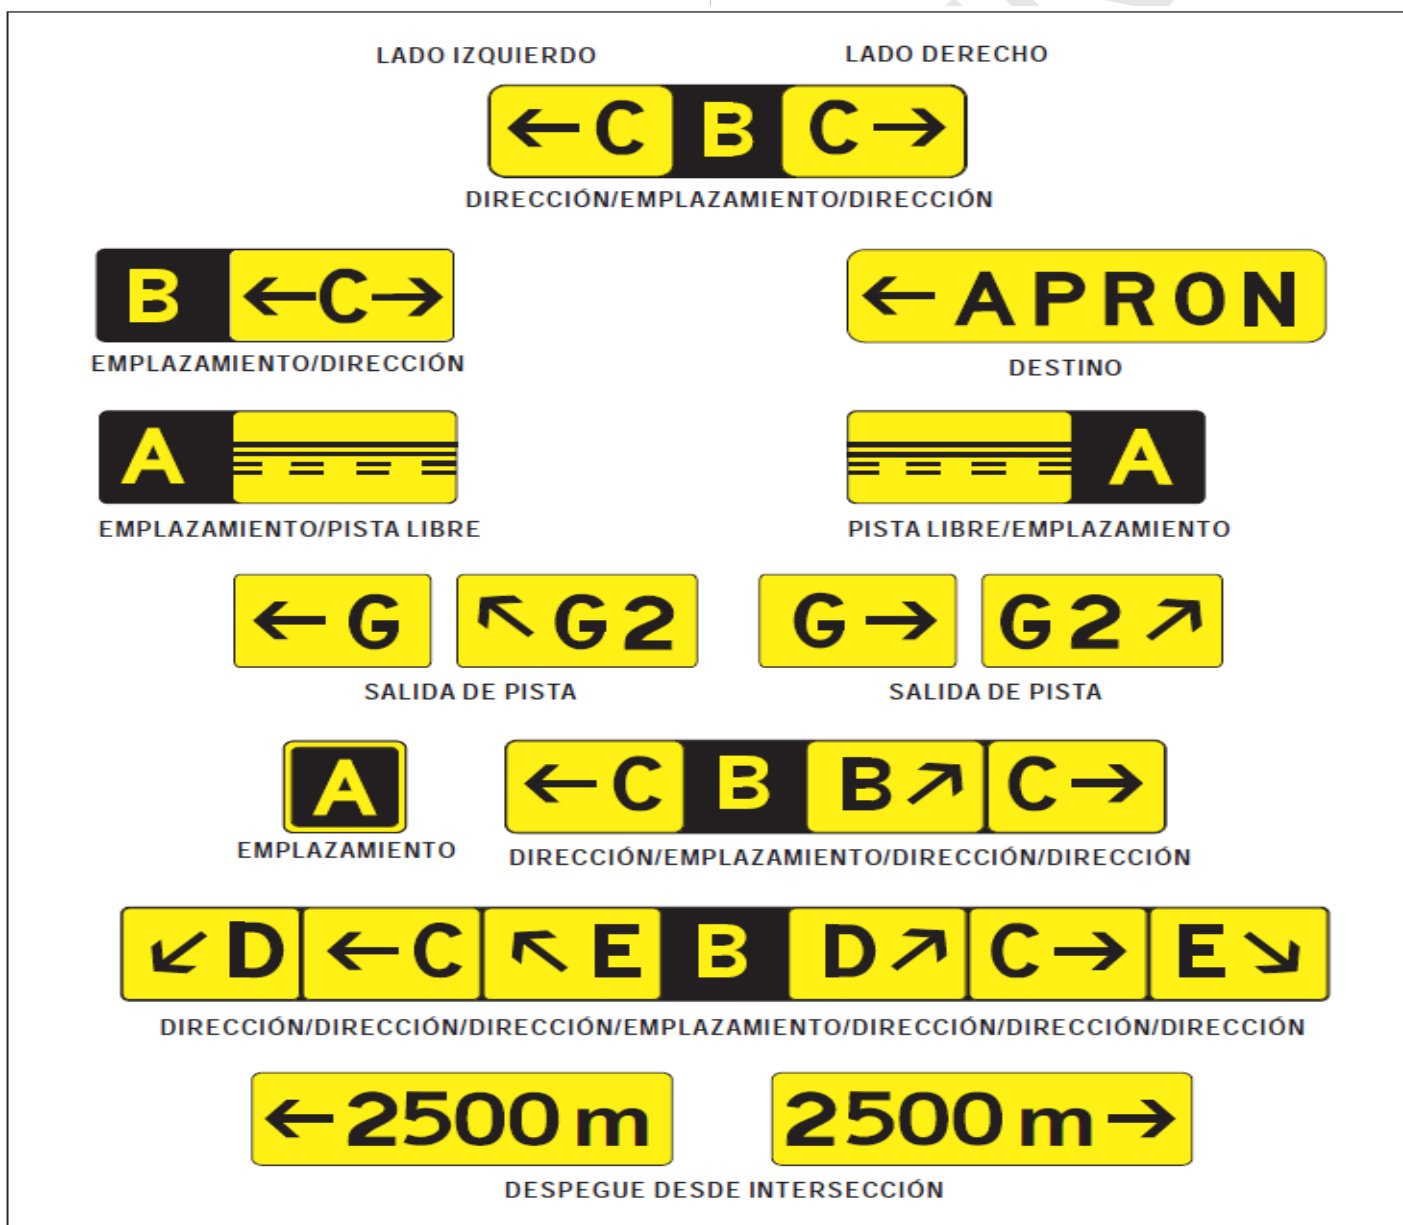 LADO IZQUIERDO LADO DERECHO
←C B C→
DIRECCIÓN/EMPLAZAMIENTO/DIRECCIÓN
B ←C→ ←APRON
EMPLAZAMIENTO/DIRECCIÓN DESTINO
A A
EMPLAZAMIENTO/PISTA LIBRE PISTA LIBRE/EMPLAZAMIENTO
←G ↖G2 G→ G2↗
SALIDA DE PISTA SALIDA DE PISTA
A ←C B B↗ C→
EMPLAZAMIENTO DIRECCIÓN/EMPLAZAMIENTO/DIRECCIÓN/DIRECCIÓN
↙D ←C ↖E B D↗ C→ E↘
DIRECCIÓN/DIRECCIÓN/DIRECCIÓN/EMPLAZAMIENTO/DIRECCIÓN/DIRECCIÓN/DIRECCIÓN
←2500 m 2500 m→
DESPEGUE DESDE INTERSECCIÓN